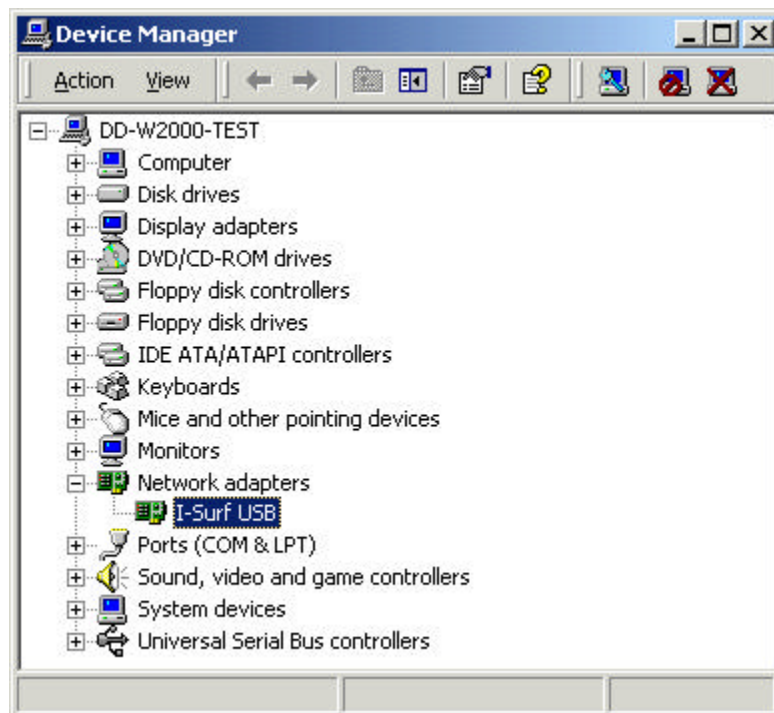 Device Manager
Action View
DD-W2000-TEST
Computer
Disk drives
Display adapters
DVD/CD-ROM drives
Floppy disk controllers
Floppy disk drives
IDE ATA/ATAPI controllers
Keyboards
Mice and other pointing devices
Monitors
Network adapters
I-Surf USB
Ports (COM & LPT)
Sound, video and game controllers
System devices
Universal Serial Bus controllers